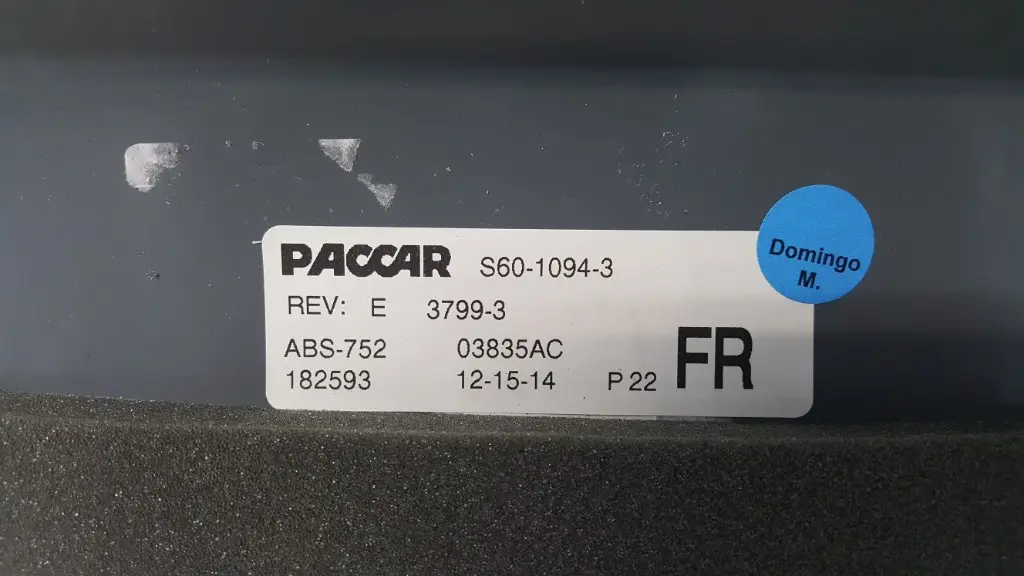 PACCAR S60-1094-3
REV: E 3799-3
ABS-752 03835AC
182593 12-15-14 P 22 FR
Domingo
M.